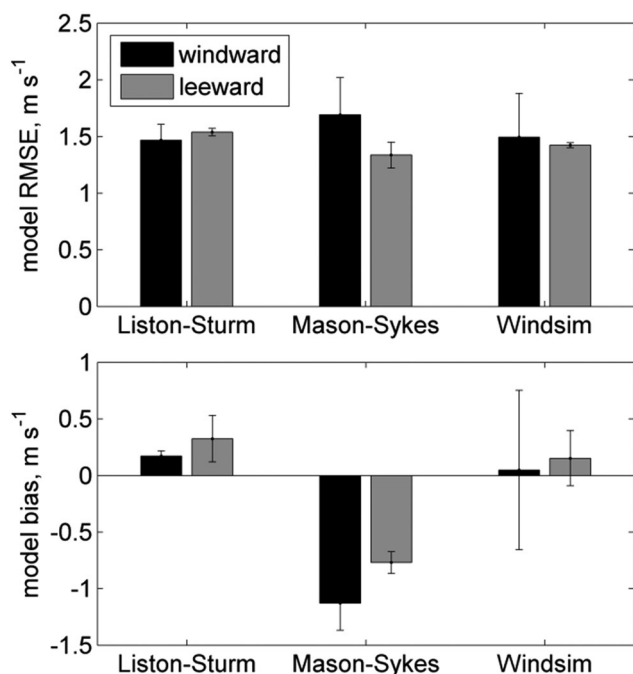 2.5
2
1.5
1
0.5
0
model RMSE, m s⁻¹
windward
leeward
Liston-Sturm Mason-Sykes Windsim
1
0.5
0
-0.5
-1
-1.5
model bias, m s⁻¹
Liston-Sturm Mason-Sykes Windsim